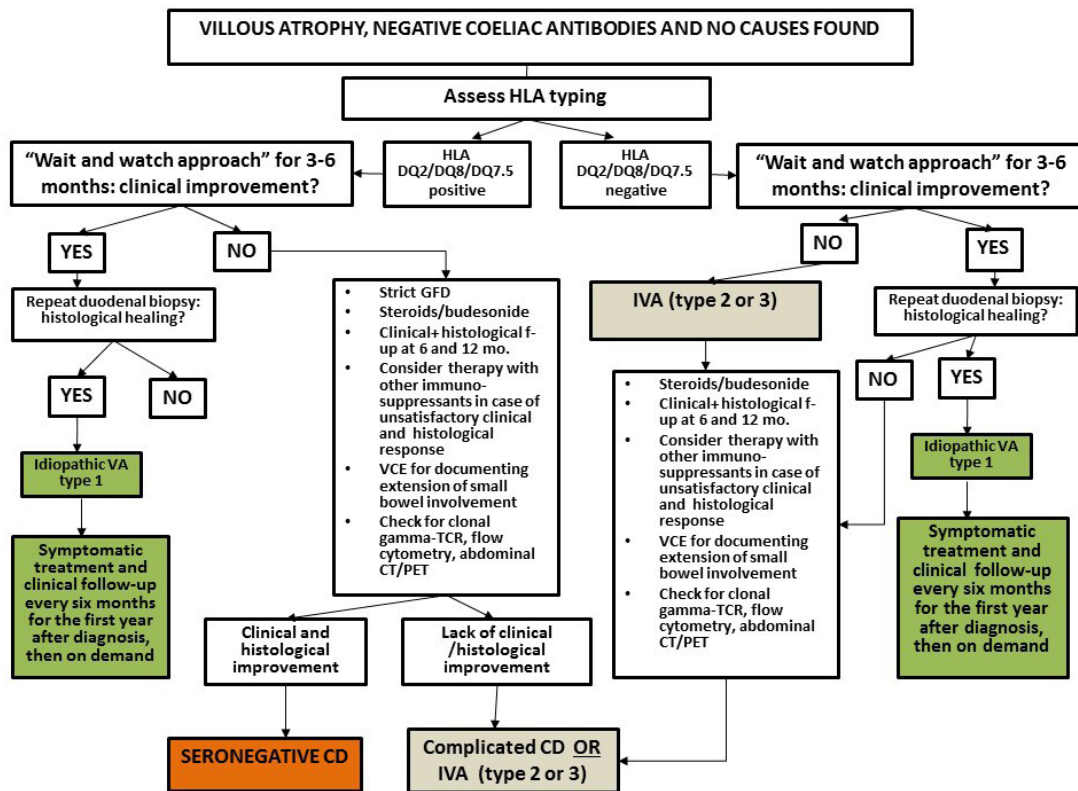 VILLOUS ATROPHY, NEGATIVE COELIAC ANTIBODIES AND NO CAUSES FOUND
Assess HLA typing
"Wait and watch approach" for 3-6
months: clinical improvement?
HLA
DQ2/DQ8/DQ7.5
positive
HLA
DQ2/DQ8/DQ7.5
negative
"Wait and watch approach" for 3-6
months: clinical improvement?
YES
NO
NO
YES
Repeat duodenal biopsy:
histological healing?
YES
NO
Idiopathic VA
type 1
Symptomatic
treatment and
clinical follow-up
every six months
for the first year
after diagnosis,
then on demand
• Strict GFD
• Steroids/budesonide
• Clinical+ histological f-
up at 6 and 12 mo.
• Consider therapy with
other immuno-
suppressants in case of
unsatisfactory clinical
and histological
response
• VCE for documenting
extension of small
bowel involvement
• Check for clonal
gamma-TCR, flow
cytometry, abdominal
CT/PET
Clinical and
histological
improvement
Lack of clinical
/histological
improvement
SERONEGATIVE CD
Complicated CD OR
IVA (type 2 or 3)
IVA (type 2 or 3)
• Steroids/budesonide
• Clinical+ histological f-
up at 6 and 12 mo.
• Consider therapy with
other immuno-
suppressants in case of
unsatisfactory clinical
and histological
response
• VCE for documenting
extension of small
bowel involvement
• Check for clonal
gamma-TCR, flow
cytometry, abdominal
CT/PET
Repeat duodenal biopsy:
histological healing?
NO
YES
Idiopathic VA
type 1
Symptomatic
treatment and
clinical follow-up
every six months
for the first year
after diagnosis,
then on demand